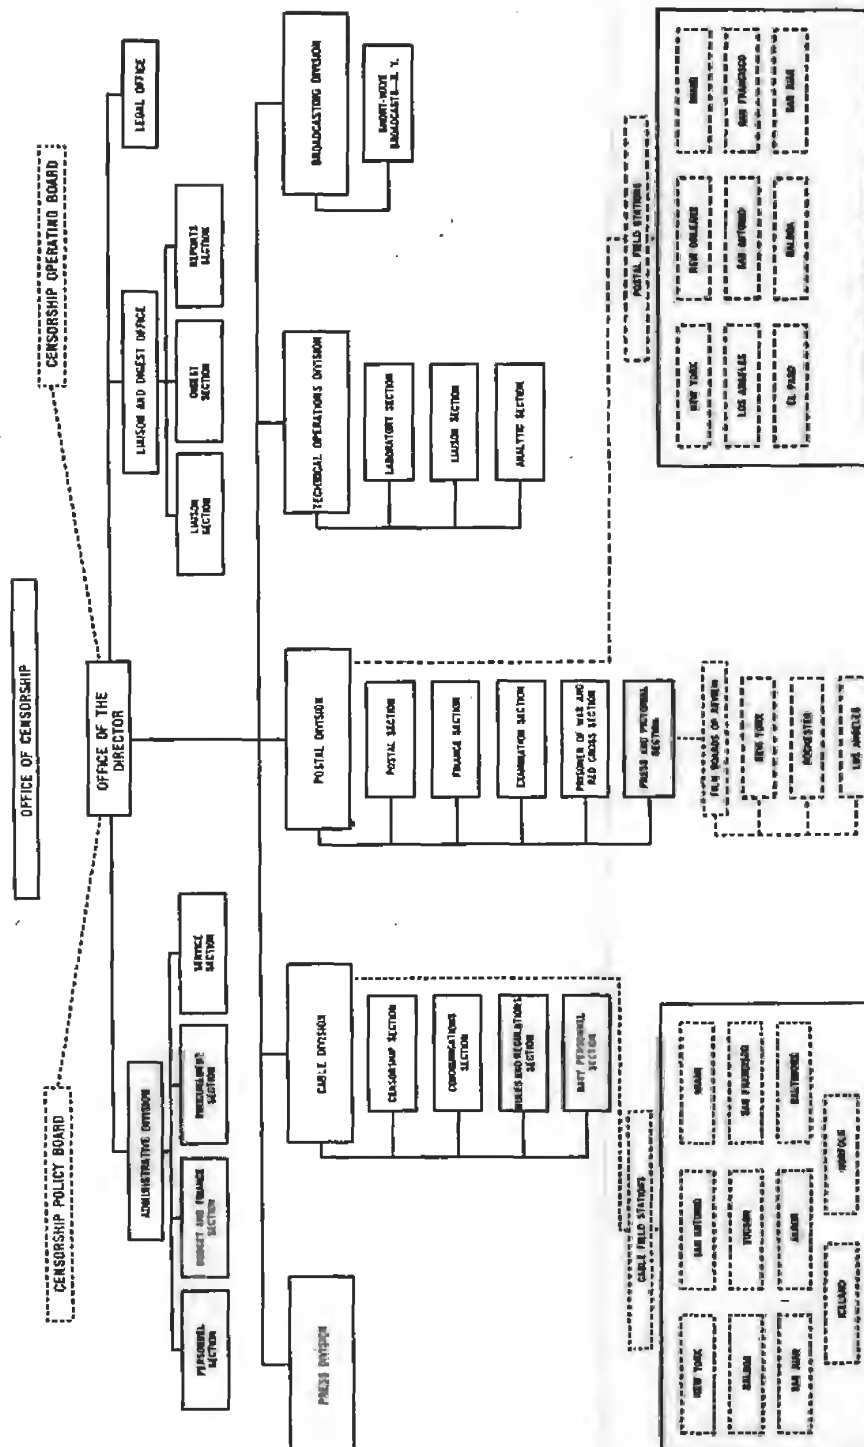 OFFICE OF CENSORSHIP
CENSORSHIP POLICY BOARD
CENSORSHIP OPERATING BOARD
OFFICE OF THE
DIRECTOR
ADMINISTRATIVE DIVISION
LIAISON AND DIGEST OFFICE
LEGAL OFFICE
PERSONNEL
SECTION
BUDGET AND FINANCE
SECTION
PROCUREMENT
SECTION
SERVICE
SECTION
LIAISON
SECTION
DIGEST
SECTION
REPORTS
SECTION
PRESS DIVISION
CABLE DIVISION
POSTAL DIVISION
TECHNICAL OPERATIONS DIVISION
BROADCASTING DIVISION
CENSORSHIP SECTION
COMMUNICATIONS
SECTION
RULES AND REGULATIONS
SECTION
NAVY PERSONNEL
SECTION
POSTAL SECTION
FINANCE SECTION
EXAMINATION SECTION
PRISONER OF WAR AND
RED CROSS SECTION
PRESS AND PICTORIAL
SECTION
LABORATORY SECTION
LIAISON SECTION
ANALYTIC SECTION
SHORT-WAVE
BROADCASTS—N. Y.
FILM BOARDS OF REVIEW
NEW YORK
ROCHESTER
LOS ANGELES
CABLE FIELD STATIONS
NEW YORK
SAN ANTONIO
MIAMI
BALBOA
TUCSON
SAN FRANCISCO
SAN JUAN
BALTIMORE
ICELAND
NORFOLK
POSTAL FIELD STATIONS
NEW YORK
NEW ORLEANS
MIAMI
LOS ANGELES
SAN ANTONIO
SAN FRANCISCO
EL PASO
BALBOA
SAN JUAN